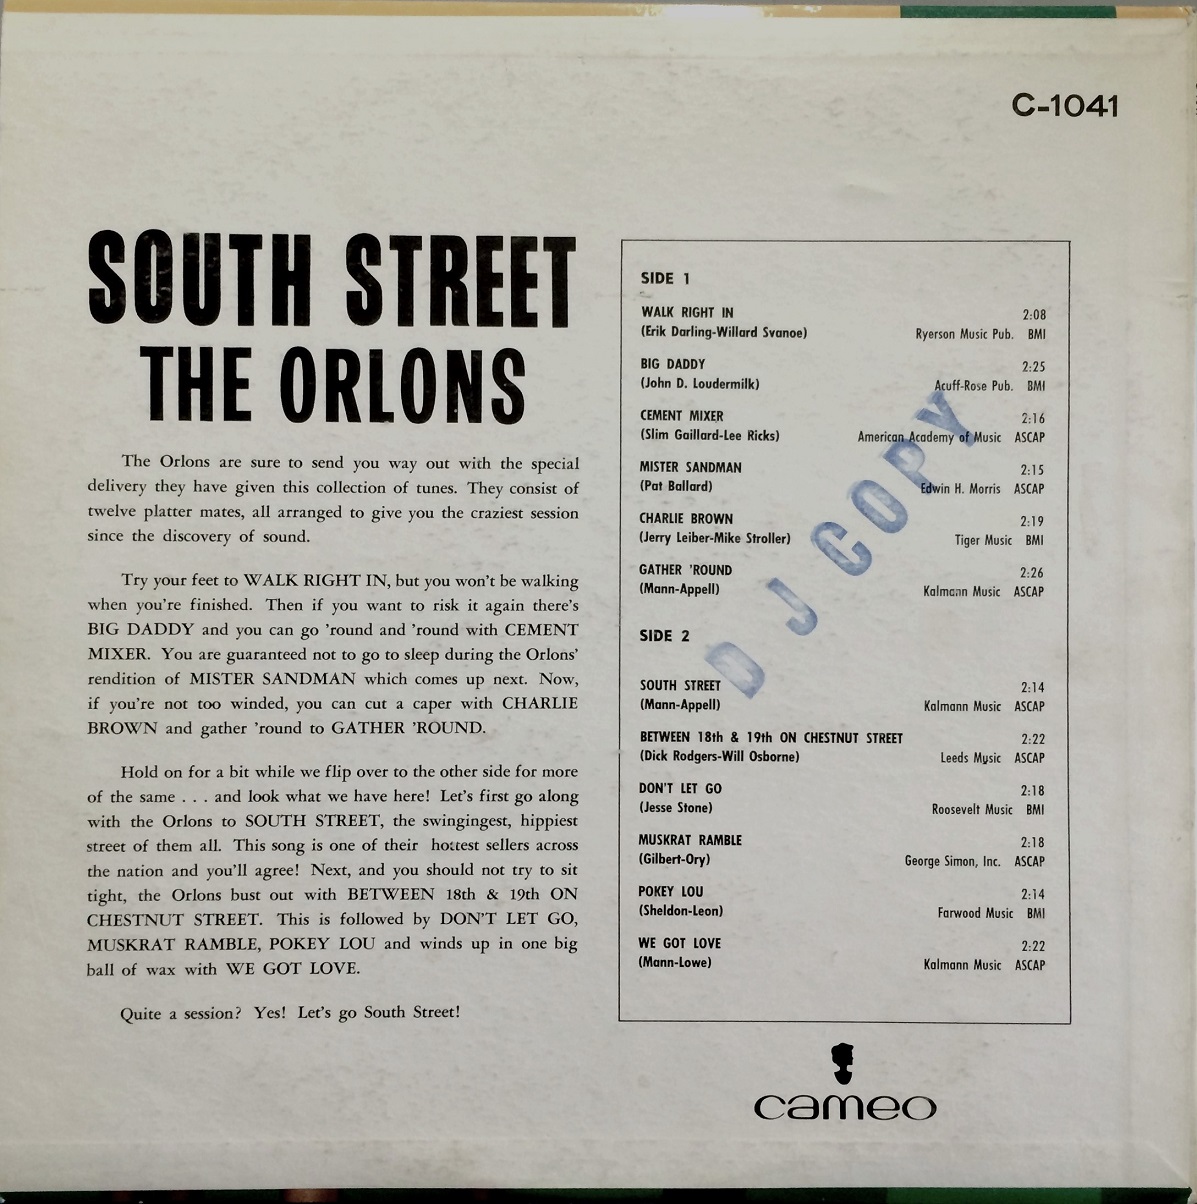 C-1041
SOUTH STREET
THE ORLONS
The Orlons are sure to send you way out with the special
delivery they have given this collection of tunes. They consist of
twelve platter mates, all arranged to give you the craziest session
since the discovery of sound.
Try your feet to WALK RIGHT IN, but you won't be walking
when you're finished. Then if you want to risk it again there's
BIG DADDY and you can go 'round and 'round with CEMENT
MIXER. You are guaranteed not to go to sleep during the Orlons'
rendition of MISTER SANDMAN which comes up next. Now,
if you're not too winded, you can cut a caper with CHARLIE
BROWN and gather 'round to GATHER 'ROUND.
Hold on for a bit while we flip over to the other side for more
of the same . . . and look what we have here! Let's first go along
with the Orlons to SOUTH STREET, the swingingest, hippiest
street of them all. This song is one of their hottest sellers across
the nation and you'll agree! Next, and you should not try to sit
tight, the Orlons bust out with BETWEEN 18th & 19th ON
CHESTNUT STREET. This is followed by DON'T LET GO,
MUSKRAT RAMBLE, POKEY LOU and winds up in one big
ball of wax with WE GOT LOVE.
Quite a session? Yes! Let's go South Street!
SIDE 1
WALK RIGHT IN 2:08
(Erik Darling-Willard Svanoe) Ryerson Music Pub. BMI
BIG DADDY 2:25
(John D. Loudermilk) Acuff-Rose Pub. BMI
CEMENT MIXER 2:16
(Slim Gaillard-Lee Ricks) American Academy of Music ASCAP
MISTER SANDMAN 2:15
(Pat Ballard) Edwin H. Morris ASCAP
CHARLIE BROWN 2:19
(Jerry Leiber-Mike Stroller) Tiger Music BMI
GATHER 'ROUND 2:26
(Mann-Appell) Kalmann Music ASCAP
SIDE 2
SOUTH STREET 2:14
(Mann-Appell) Kalmann Music ASCAP
BETWEEN 18th & 19th ON CHESTNUT STREET 2:22
(Dick Rodgers-Will Osborne) Leeds Music ASCAP
DON'T LET GO 2:18
(Jesse Stone) Roosevelt Music BMI
MUSKRAT RAMBLE 2:18
(Gilbert-Ory) George Simon, Inc. ASCAP
POKEY LOU 2:14
(Sheldon-Leon) Farwood Music BMI
WE GOT LOVE 2:22
(Mann-Lowe) Kalmann Music ASCAP
D J COPY
cameo